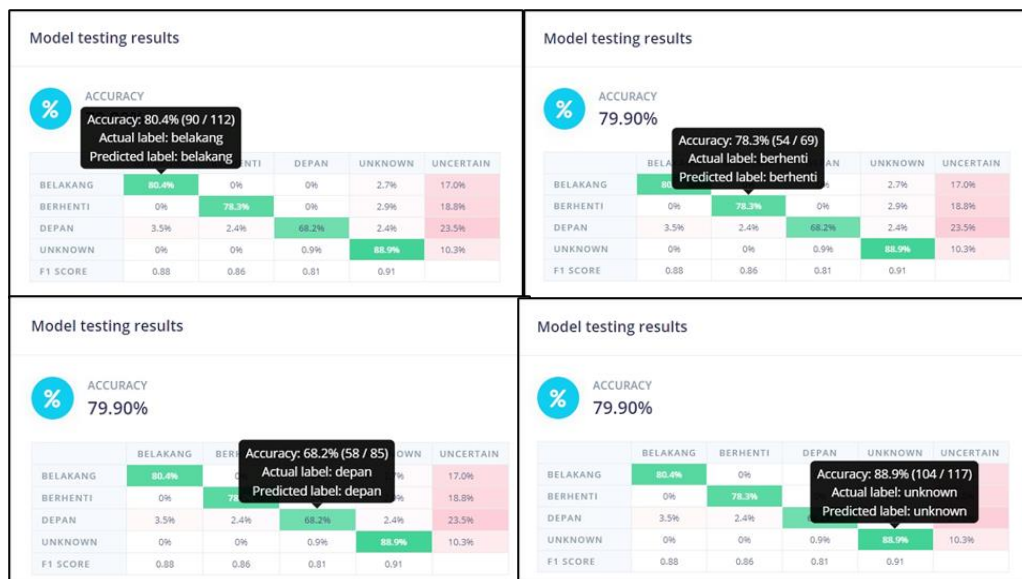 Model testing results
%
ACCURACY
Accuracy: 80.4% (90 / 112)
Actual label: belakang
Predicted label: belakang
NTI DEPAN UNKNOWN UNCERTAIN
BELAKANG 80.4% 0% 0% 2.7% 17.0%
BERHENTI 0% 78.3% 0% 2.9% 18.8%
DEPAN 3.5% 2.4% 68.2% 2.4% 23.5%
UNKNOWN 0% 0% 0.9% 88.9% 10.3%
F1 SCORE 0.88 0.86 0.81 0.91
Model testing results
%
ACCURACY
79.90%
Accuracy: 78.3% (54 / 69)
Actual label: berhenti
Predicted label: berhenti
BELA AN UNKNOWN UNCERTAIN
BELAKANG 80 % 2.7% 17.0%
BERHENTI 0% 78.3% 0% 2.9% 18.8%
DEPAN 3.5% 2.4% 68.2% 2.4% 23.5%
UNKNOWN 0% 0% 0.9% 88.9% 10.3%
F1 SCORE 0.88 0.86 0.81 0.91
Model testing results
%
ACCURACY
79.90%
Accuracy: 68.2% (58 / 85)
Actual label: depan
Predicted label: depan
BELAKANG BERH OWN UNCERTAIN
BELAKANG 80.4% 7% 17.0%
BERHENTI 0% 78 % 18.8%
DEPAN 3.5% 2.4% 68.2% 2.4% 23.5%
UNKNOWN 0% 0% 0.9% 88.9% 10.3%
F1 SCORE 0.88 0.86 0.81 0.91
Model testing results
%
ACCURACY
79.90%
Accuracy: 88.9% (104 / 117)
Actual label: unknown
Predicted label: unknown
BELAKANG BERHENTI DEPAN UNKNOWN UNCERTAIN
BELAKANG 80.4% 0%
BERHENTI 0% 78.3%
DEPAN 3.5% 2.4%
UNKNOWN 0% 0% 0.9% 88.9% 10.3%
F1 SCORE 0.88 0.86 0.81 0.91